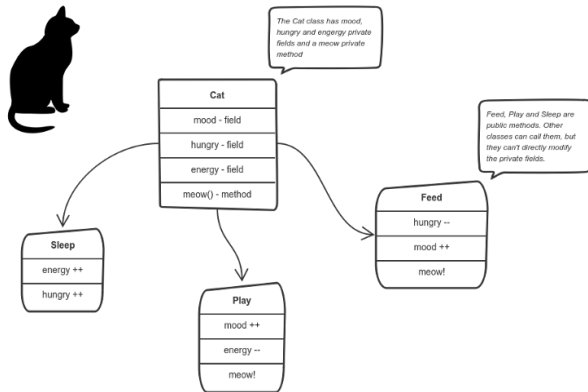 The Cat class has mood,
hungry and engergy private
fields and a meow private
method
Cat
mood - field
hungry - field
energy - field
meow() - method
Feed, Play and Sleep are
public methods. Other
classes can call them, but
they can't directly modify
the private fields.
Sleep
energy ++
hungry ++
Play
mood ++
energy --
meow!
Feed
hungry --
mood ++
meow!